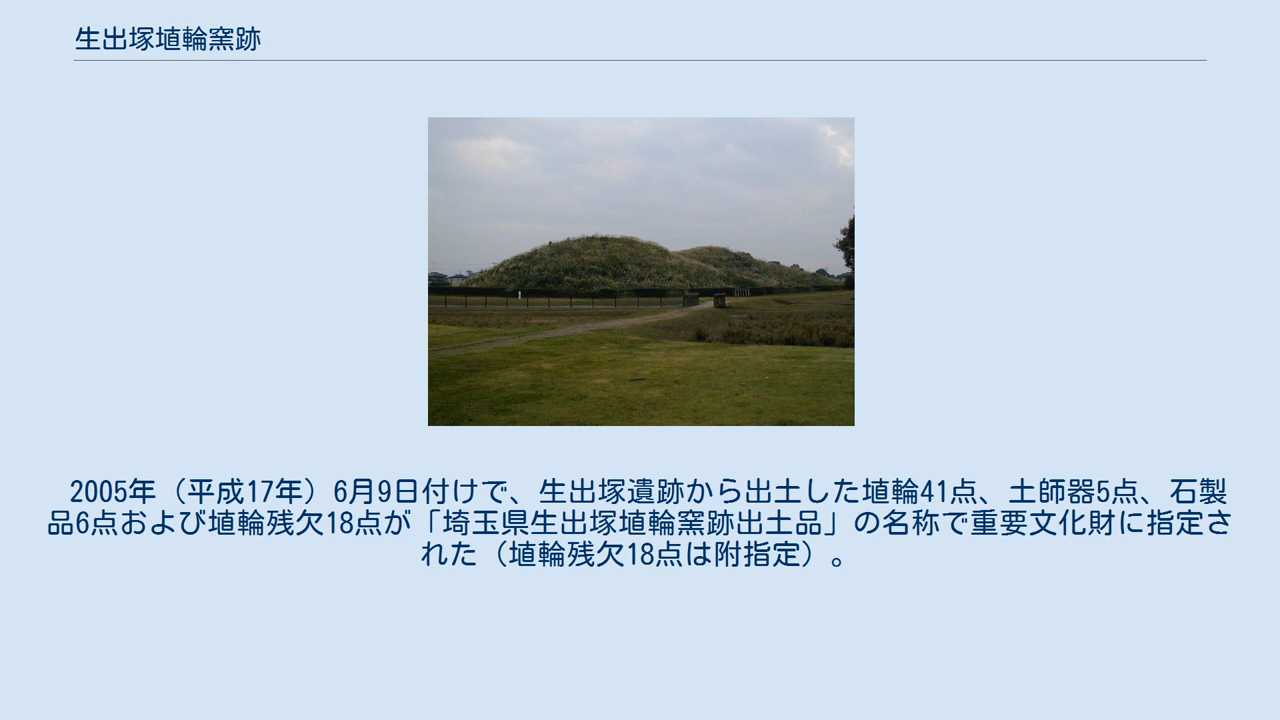 生出塚埴輪窯跡
2005年（平成17年）6月9日付けで、生出塚遺跡から出土した埴輪41点、土師器5点、石製
品6点および埴輪残欠18点が「埼玉県生出塚埴輪窯跡出土品」の名称で重要文化財に指定さ
れた（埴輪残欠18点は附指定）。